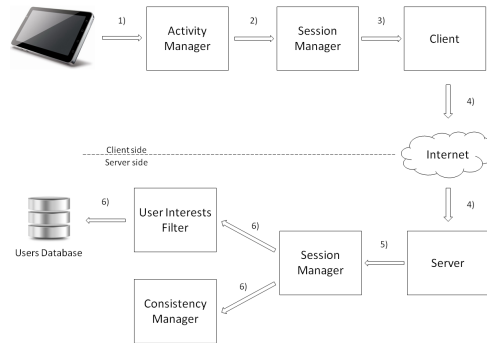 1)
Activity
Manager
2)
Session
Manager
3)
Client
4)
Client side
Server side
Internet
4)
6)
Users Database
User Interests
Filter
6)
Session
Manager
5)
Server
6)
Consistency
Manager